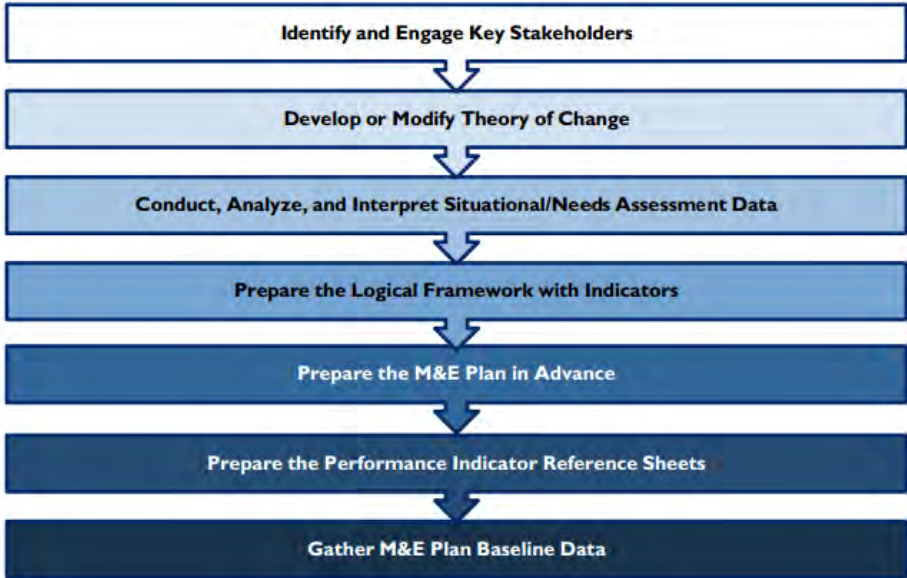 Identify and Engage Key Stakeholders
Develop or Modify Theory of Change
Conduct, Analyze, and Interpret Situational/Needs Assessment Data
Prepare the Logical Framework with Indicators
Prepare the M&E Plan in Advance
Prepare the Performance Indicator Reference Sheets
Gather M&E Plan Baseline Data